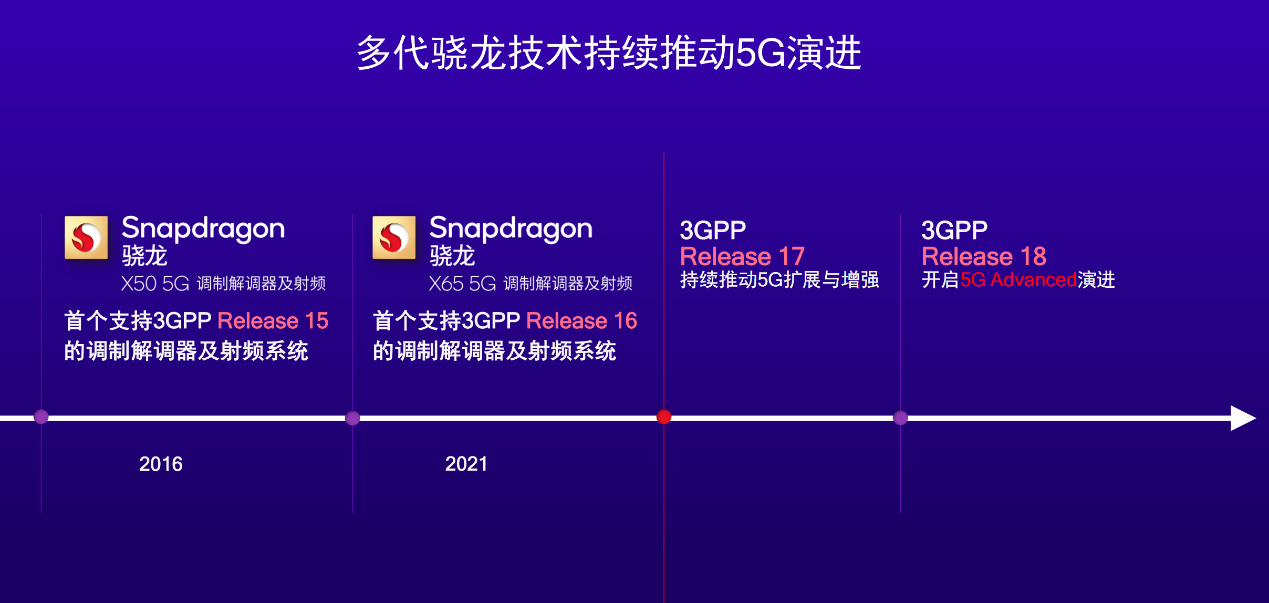 多代骁龙技术持续推动5G演进
Snapdragon
骁龙
X50 5G 调制解调器及射频
首个支持3GPP Release 15
的调制解调器及射频系统
2016
Snapdragon
骁龙
X65 5G 调制解调器及射频
首个支持3GPP Release 16
的调制解调器及射频系统
2021
3GPP
Release 17
持续推动5G扩展与增强
3GPP
Release 18
开启5G Advanced演进